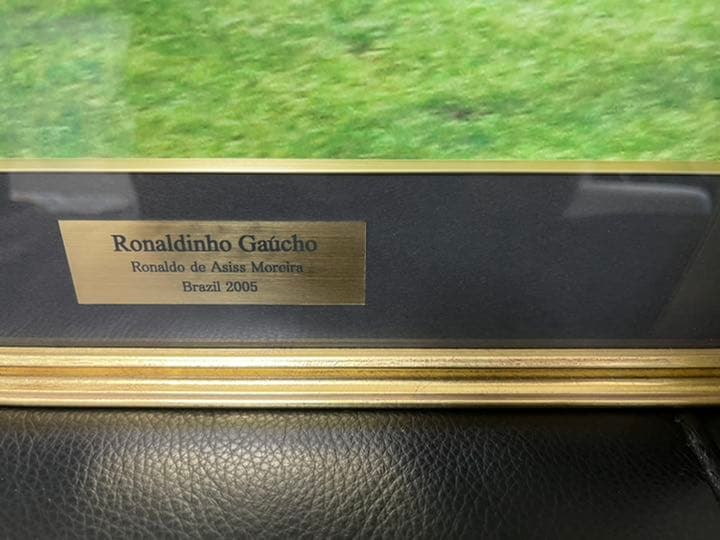 Ronaldinho Gaúcho
Ronaldo de Asiss Moreira
Brazil 2005